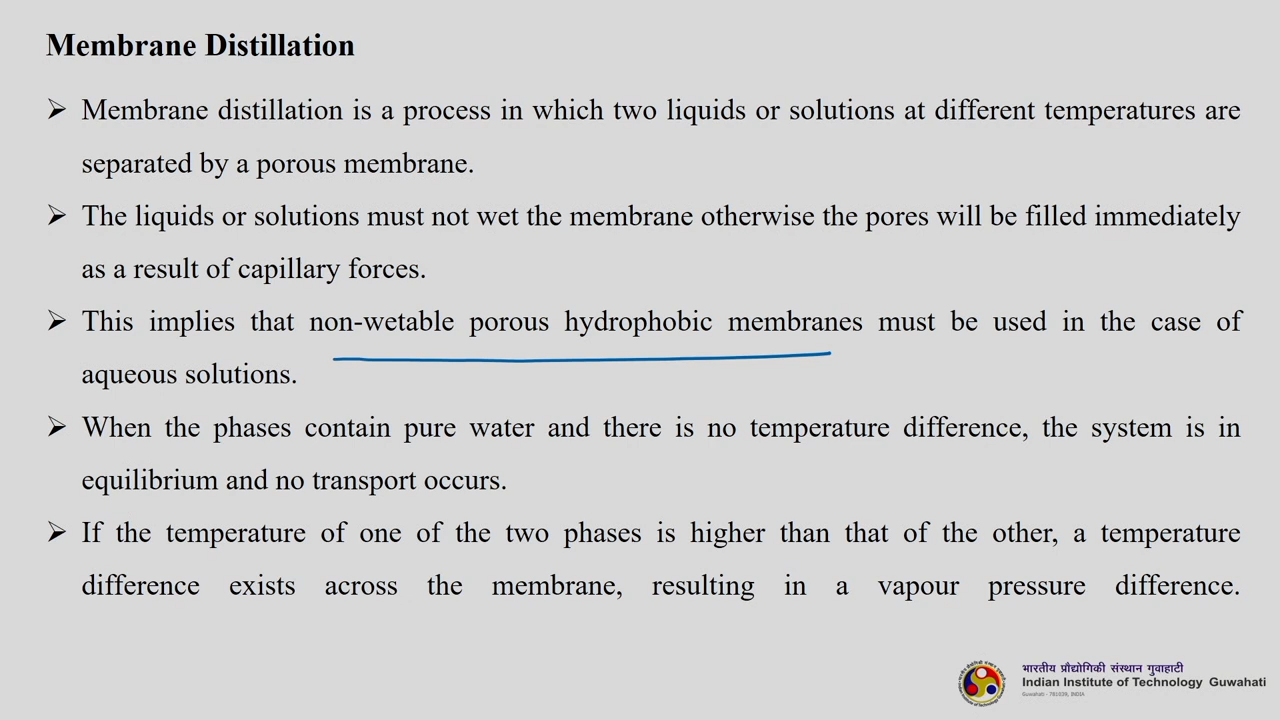 Membrane Distillation
➢ Membrane distillation is a process in which two liquids or solutions at different temperatures are
separated by a porous membrane.
➢ The liquids or solutions must not wet the membrane otherwise the pores will be filled immediately
as a result of capillary forces.
➢ This implies that non-wetable porous hydrophobic membranes must be used in the case of
aqueous solutions.
➢ When the phases contain pure water and there is no temperature difference, the system is in
equilibrium and no transport occurs.
➢ If the temperature of one of the two phases is higher than that of the other, a temperature
difference exists across the membrane, resulting in a vapour pressure difference.
भारतीय प्रौद्योगिकी संस्थान गुवाहाटी
Indian Institute of Technology Guwahati
Guwahati - 781039, INDIA